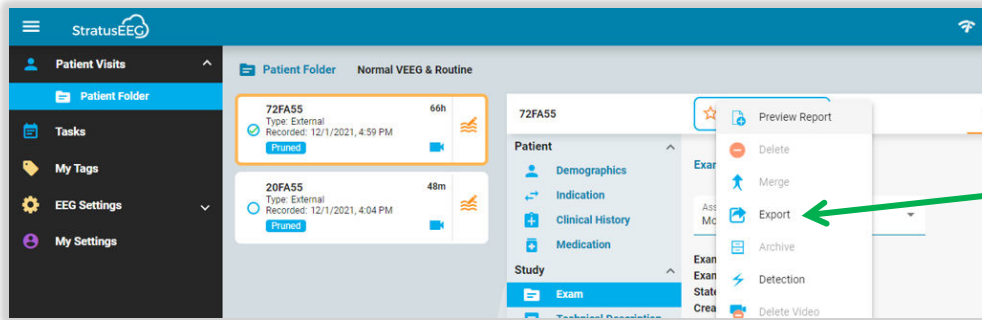 StratusEEG
Patient Visits
Patient Folder
Tasks
My Tags
EEG Settings
My Settings
Patient Folder Normal VEEG & Routine
72FA55 66h
Type: External
Recorded: 12/1/2021, 4:59 PM
Pruned
20FA55 48m
Type: External
Recorded: 12/1/2021, 4:04 PM
Pruned
72FA55
Patient
Demographics
Indication
Clinical History
Medication
Study
Exam
Technical Description
Preview Report
Delete
Merge
Export
Archive
Detection
Delete Video